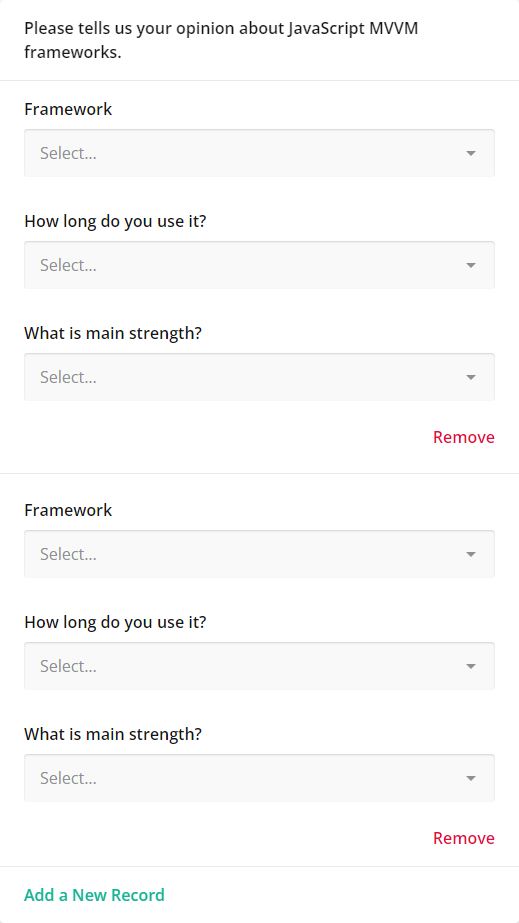 Please tells us your opinion about JavaScript MVVM
frameworks.
Framework
Select...
How long do you use it?
Select...
What is main strength?
Select...
Remove
Framework
Select...
How long do you use it?
Select...
What is main strength?
Select...
Remove
Add a New Record